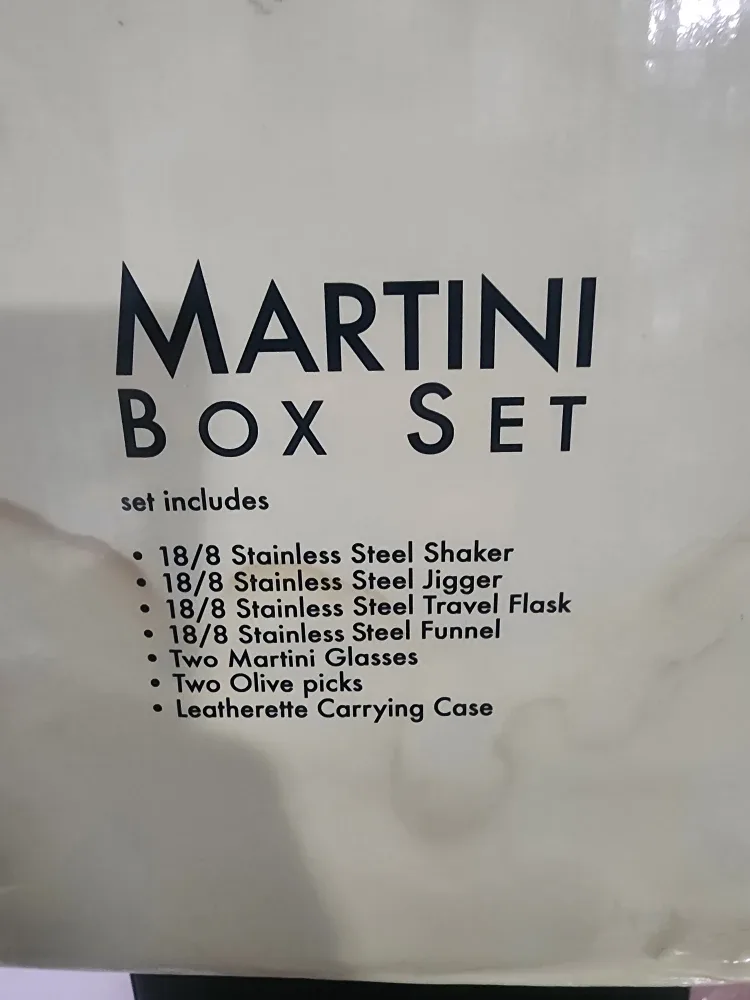 MARTINI
BOX SET
set includes
• 18/8 Stainless Steel Shaker
• 18/8 Stainless Steel Jigger
• 18/8 Stainless Steel Travel Flask
• 18/8 Stainless Steel Funnel
• Two Martini Glasses
• Two Olive picks
• Leatherette Carrying Case